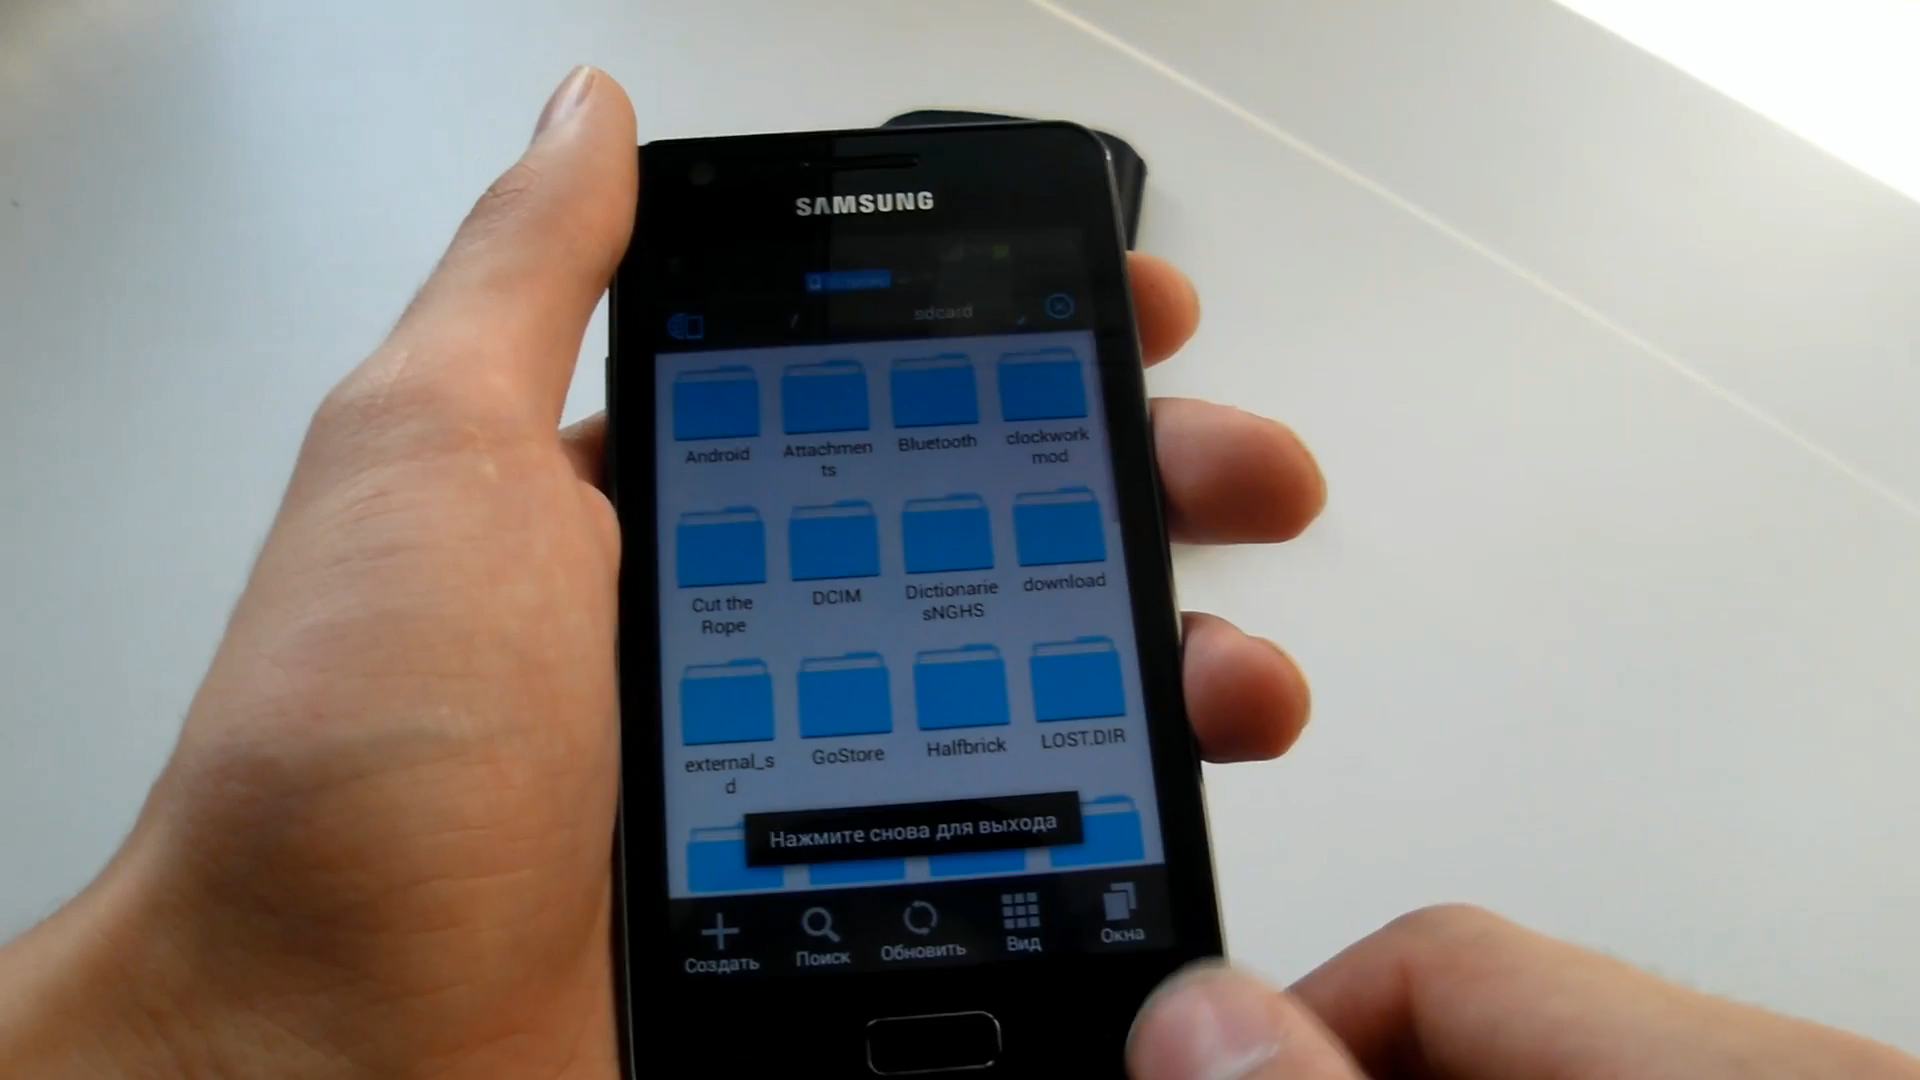 SAMSUNG
/ sdcard
Android
Attachmen
ts
Bluetooth
clockwork
mod
Cut the
Rope
DCIM
Dictionarie
sNGHS
download
external_s
d
GoStore
Halfbrick
LOST.DIR
Нажмите снова для выхода
Создать
Поиск
Обновить
Вид
Окна